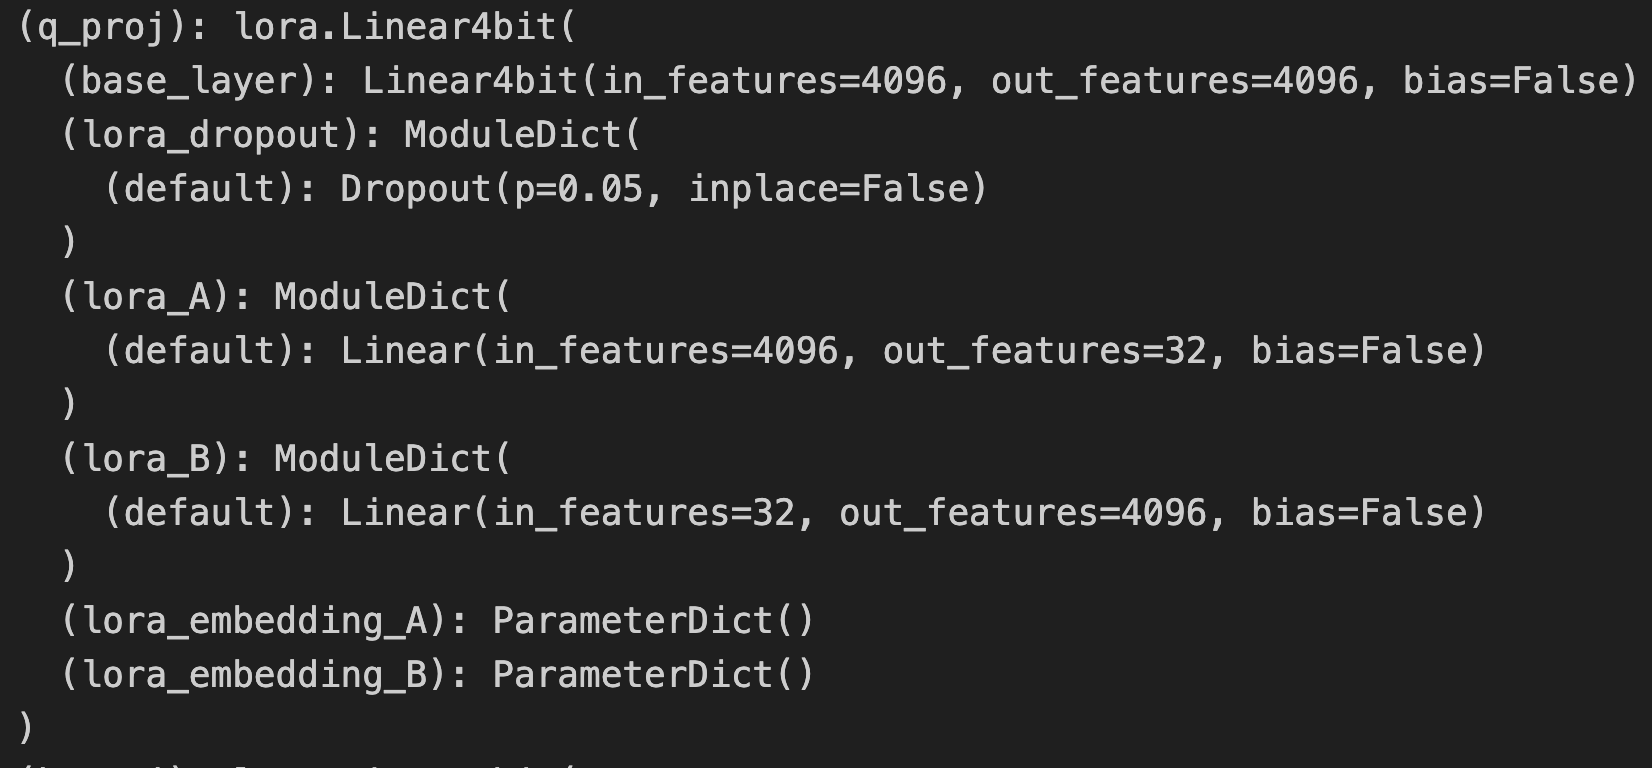 (q_proj): lora.Linear4bit(
  (base_layer): Linear4bit(in_features=4096, out_features=4096, bias=False)
  (lora_dropout): ModuleDict(
    (default): Dropout(p=0.05, inplace=False)
  )
  (lora_A): ModuleDict(
    (default): Linear(in_features=4096, out_features=32, bias=False)
  )
  (lora_B): ModuleDict(
    (default): Linear(in_features=32, out_features=4096, bias=False)
  )
  (lora_embedding_A): ParameterDict()
  (lora_embedding_B): ParameterDict()
)